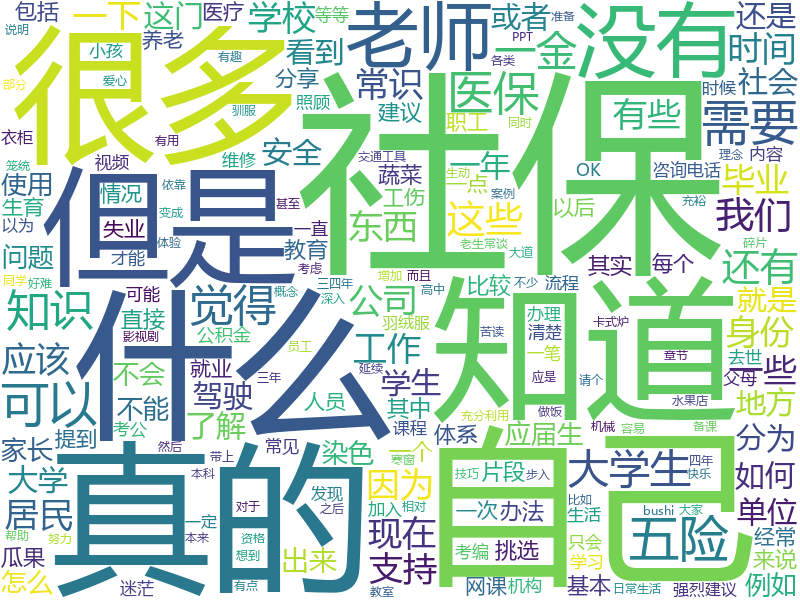 包括 一下 这门 医疗 学校 等等 老师 或者 准备 没有 还是
说明 很多 养老 小孩 有趣 看到 一金 PPT 时间
部分 爱心 分享 常识 医保 各类 需要 时候 社会
驯服 照顾 建议 职工 有些 同时
衣柜 有用 视频 维修 安全 交通工具 一年 OK 咨询电话 理念 内容
笼统 但是 社保 蔬菜 生动 案例 毕业 充裕
使用 情况 依靠 甚至 工伤 一点 这些 以后 我们
生育 变成 东西 老生常谈 大道 碎片
以为 失业 一直 教育 其实 每个 还有
问题 才能 体验 考虑 三四年 增加 而且 比较 流程
同学 好难 什么 觉得 概念 深入 高中 不少 知道 就是
知识 可能 影视剧 公司 羽绒服 办理 卡式炉 身份
直接 公积金 员工 苦读 清楚 一笔 章节 去世
应该 不会 就业 三年 延续 工作 应是 请个 父母 一些
可以 驾驶 学生 自己 做饭 水果店 地方
考公 不能 了解 人员 其中 充分利用 机械 容易 备课
家长 提到 然后 常见 染色 课程 体系 应届生 分为
大学 真的 带上 一个 寒窗 技巧 片段 步入 大学生 四年 快乐 如何
居民 本科 对于 发现 之后 因为 一次 办法 比如 生活 bushi 大家 单位
一定 加入 相对 五险
瓜果 帮助 努力 本来 资格 想到 现在 考编 挑选 只会 学习 经常 来说
怎么 迷茫 有点 出来 教室 支持 网课 机构 基本 日常生活 强烈建议 例如